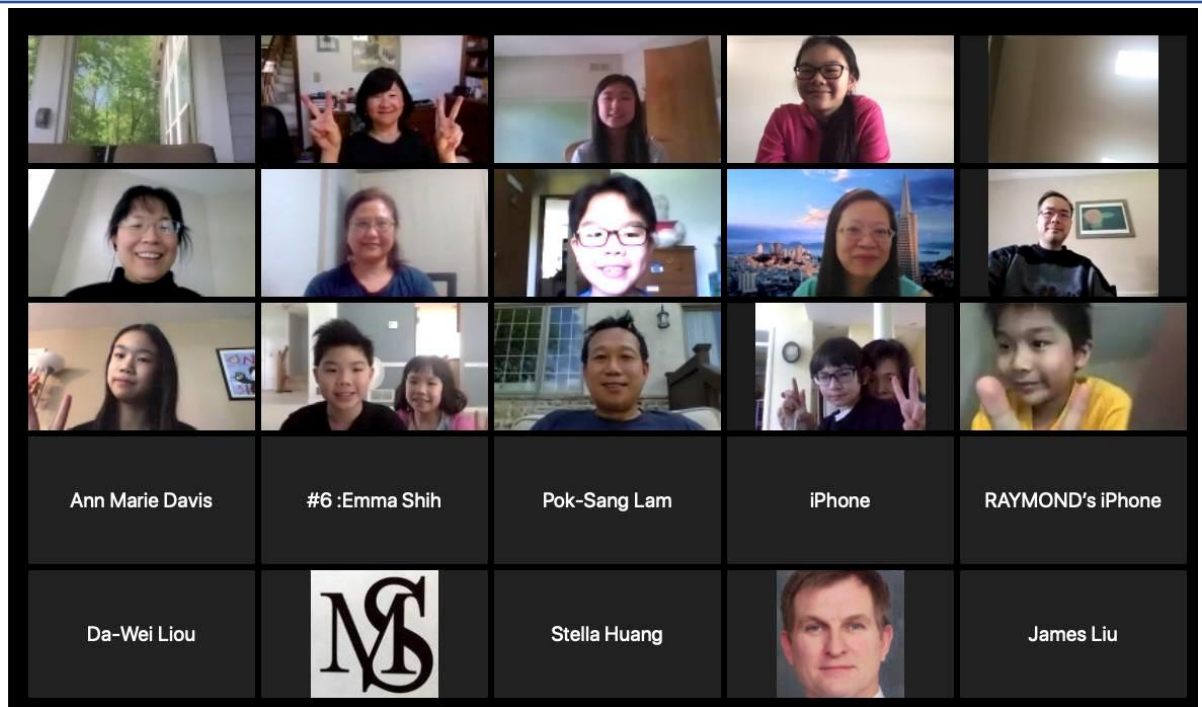 Ann Marie Davis
#6 :Emma Shih
Pok-Sang Lam
iPhone
RAYMOND's iPhone
Da-Wei Liou
MS
Stella Huang
James Liu